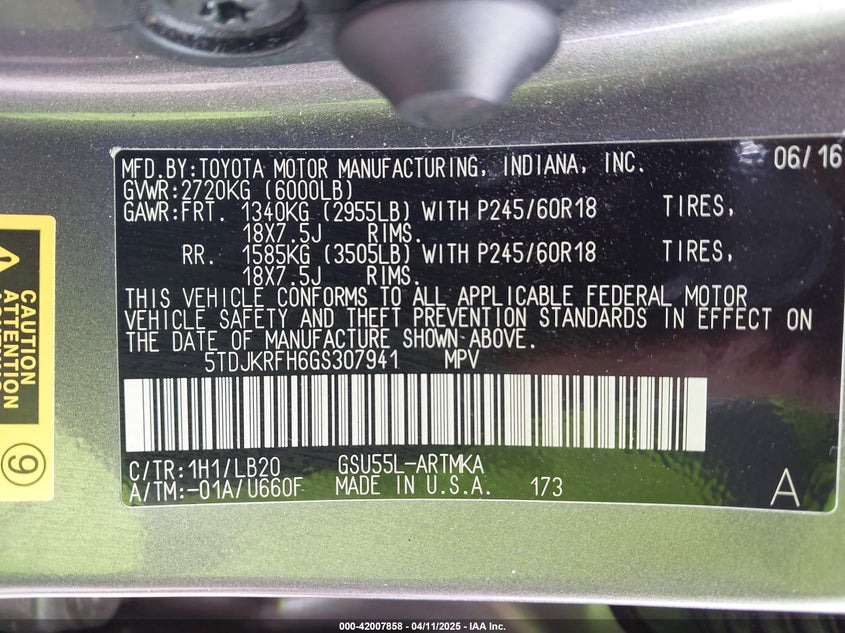 MFD.BY:TOYOTA MOTOR MANUFACTURING, INDIANA, INC. 06/16
GVWR:2720KG (6000LB)
GAWR:FRT. 1340KG (2955LB) WITH P245/60R18 TIRES,
18X7.5J RIMS.
RR. 1585KG (3505LB) WITH P245/60R18 TIRES,
18X7.5J RIMS.
THIS VEHICLE CONFORMS TO ALL APPLICABLE FEDERAL MOTOR
VEHICLE SAFETY AND THEFT PREVENTION STANDARDS IN EFFECT ON
THE DATE OF MANUFACTURE SHOWN ABOVE.
5TDJKRFH6GS307941 MPV
C/TR:1H1/LB20 GSU55L-ARTMKA
A/TM:-01A/U660F MADE IN U.S.A. 173 A
CAUTION
ATTENTION
9
000-42007858 - 04/11/2025 - IAA Inc.